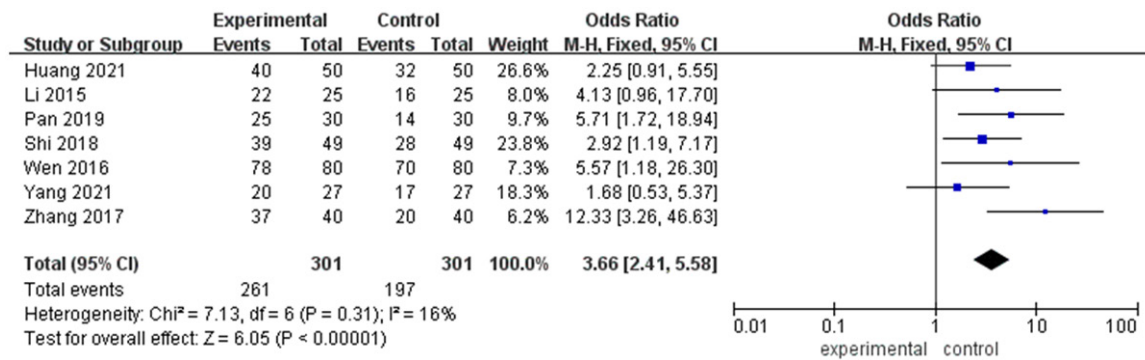 Experimental Control Odds Ratio Odds Ratio
Study or Subgroup Events Total Events Total Weight M-H, Fixed, 95% CI M-H, Fixed, 95% CI
Huang 2021 40 50 32 50 26.6% 2.25 [0.91, 5.55]
Li 2015 22 25 16 25 8.0% 4.13 [0.96, 17.70]
Pan 2019 25 30 14 30 9.7% 5.71 [1.72, 18.94]
Shi 2018 39 49 28 49 23.8% 2.92 [1.19, 7.17]
Wen 2016 78 80 70 80 7.3% 5.57 [1.18, 26.30]
Yang 2021 20 27 17 27 18.3% 1.68 [0.53, 5.37]
Zhang 2017 37 40 20 40 6.2% 12.33 [3.26, 46.63]
Total (95% CI) 301 301 100.0% 3.66 [2.41, 5.58]
Total events 261 197
Heterogeneity: Chi² = 7.13, df = 6 (P = 0.31); I² = 16%
Test for overall effect: Z = 6.05 (P < 0.00001)
0.01 0.1 1 10 100
experimental control